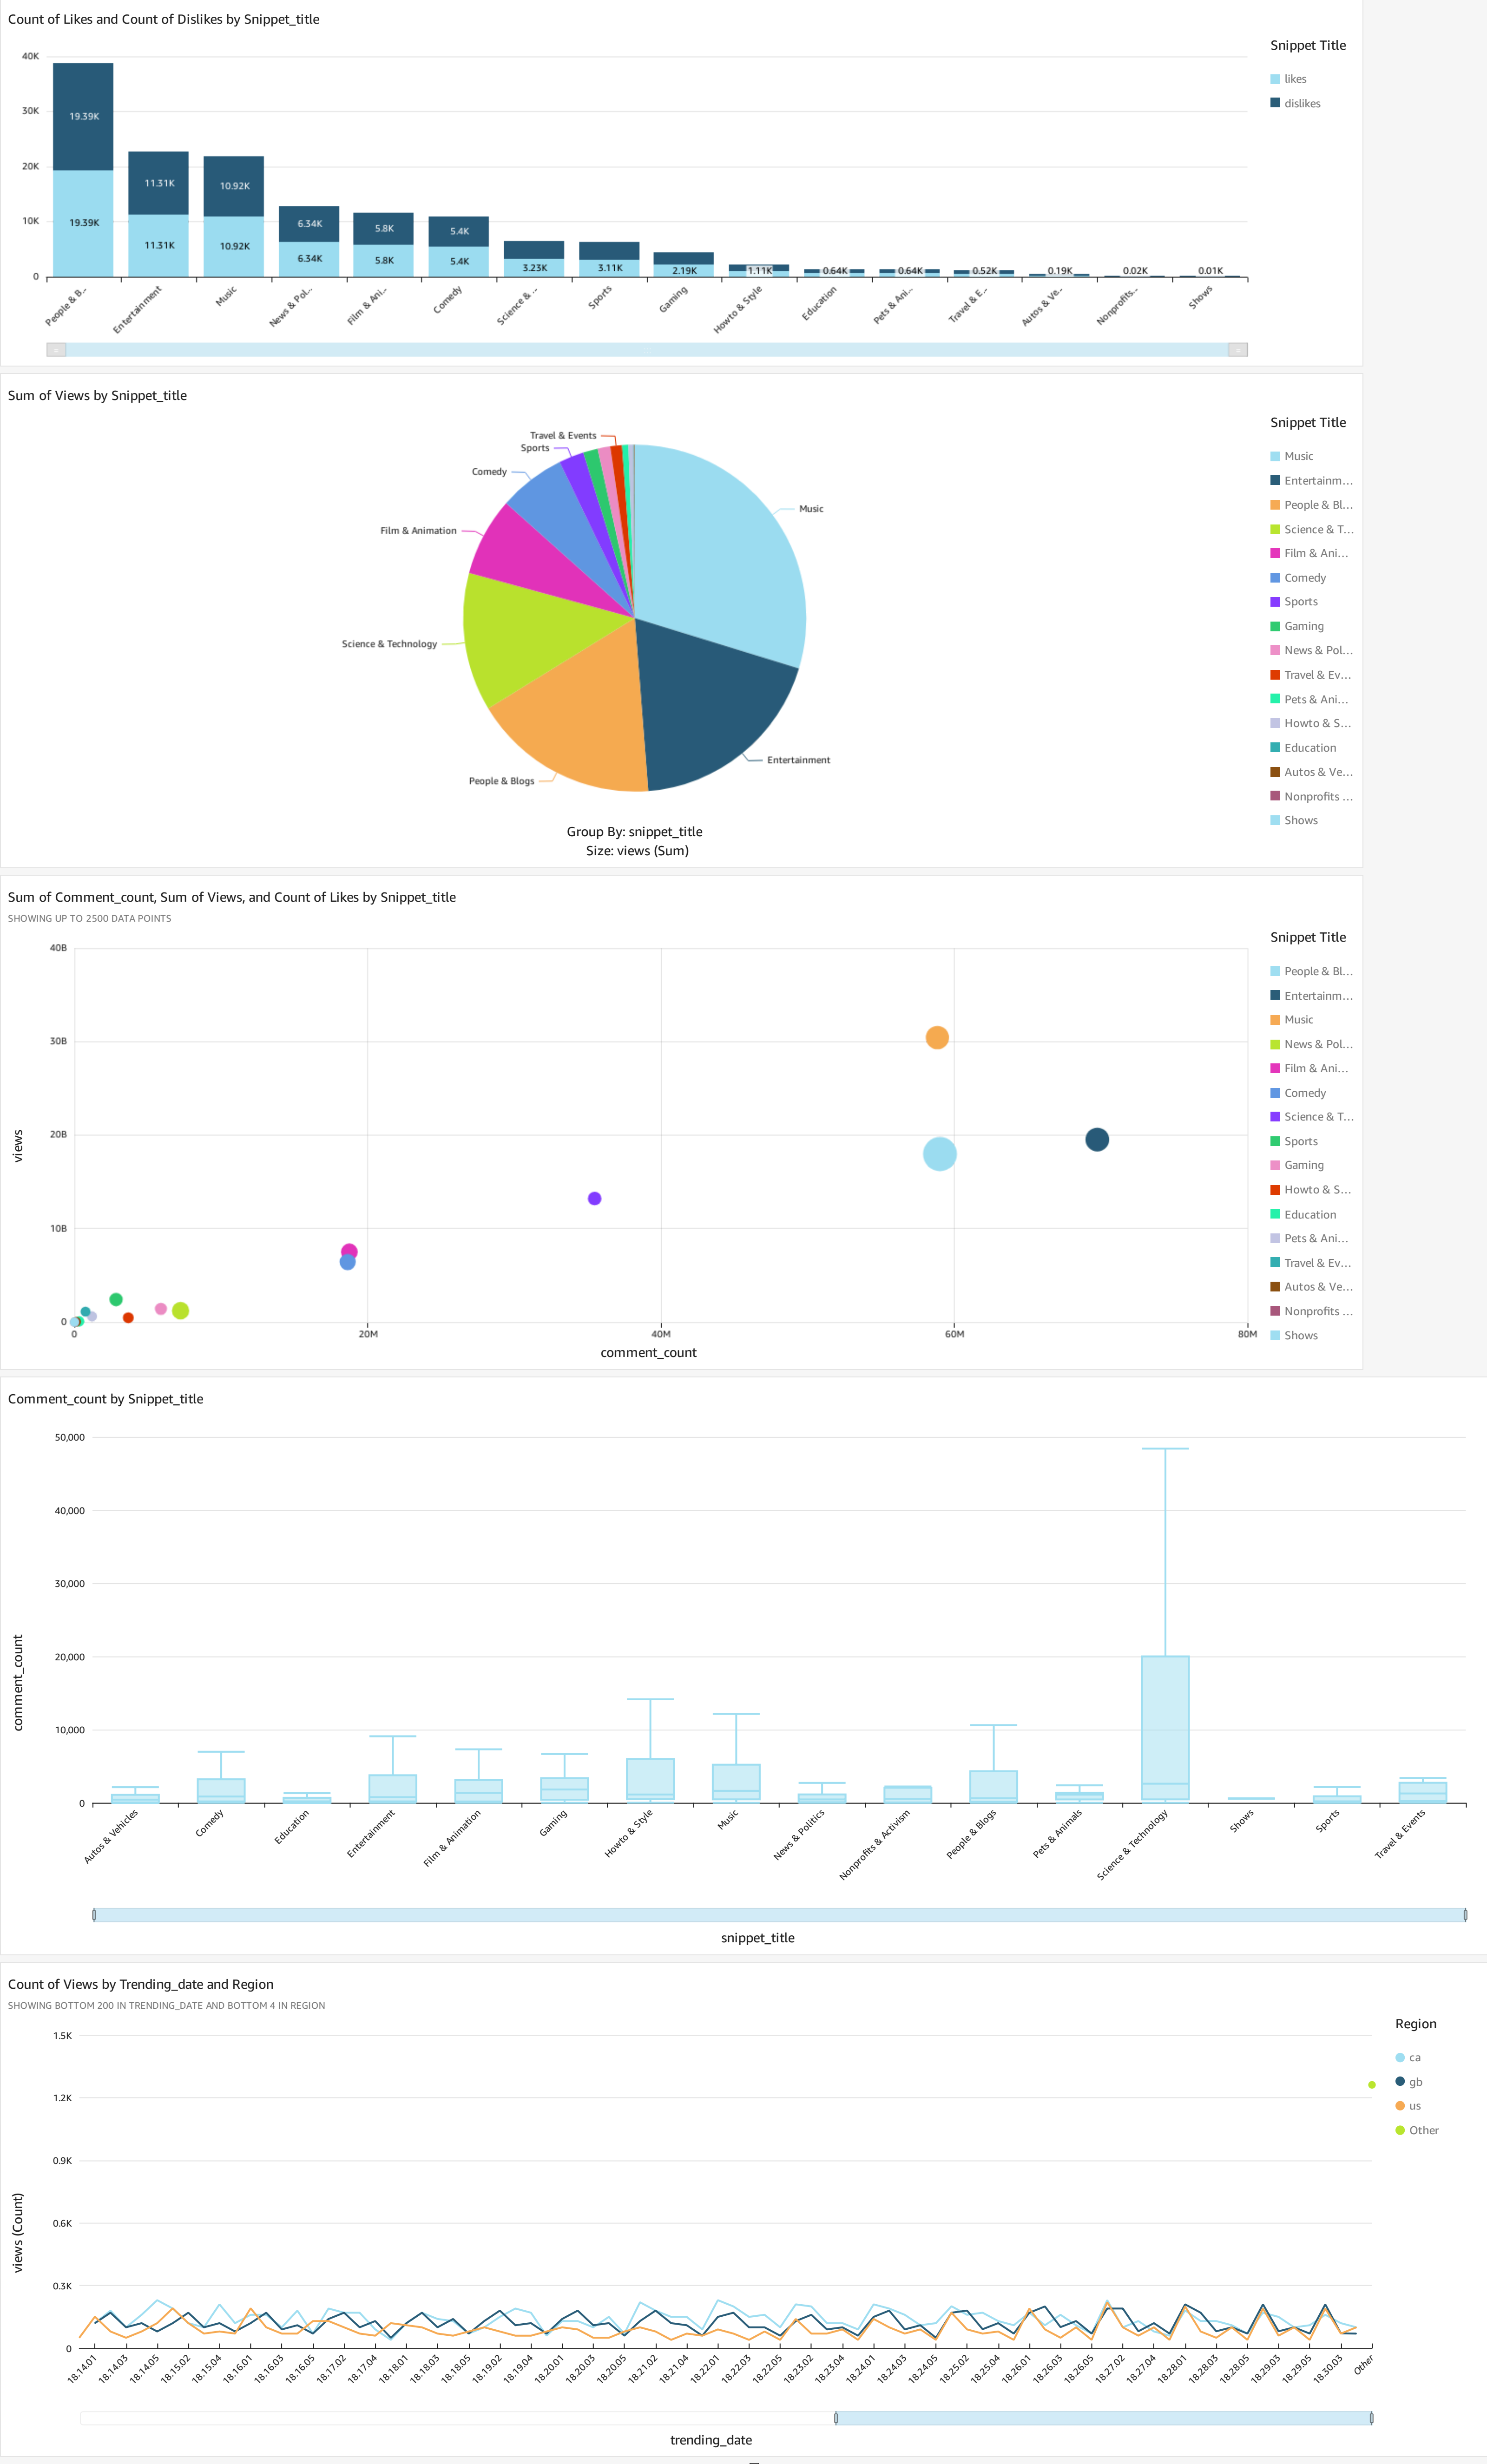 Count of Likes and Count of Dislikes by Snippet_title
Snippet Title
likes
dislikes
40K
30K
20K
10K
0
19.39K
11.31K
10.92K
6.34K
5.8K
5.4K
19.39K
11.31K
10.92K
6.34K
5.8K
5.4K
3.23K
3.11K
2.19K
1.11K
0.64K
0.64K
0.52K
0.19K
0.02K
0.01K
People & B..
Entertainment
Music
News & Pol..
Film & Ani..
Comedy
Science & ..
Sports
Gaming
Howto & Style
Education
Pets & Ani..
Travel & E..
Autos & Ve..
Nonprofits..
Shows
Sum of Views by Snippet_title
Travel & Events
Sports
Comedy
Film & Animation
Science & Technology
People & Blogs
Music
Entertainment
Group By: snippet_title
Size: views (Sum)
Snippet Title
Music
Entertainm...
People & Bl...
Science & T...
Film & Ani...
Comedy
Sports
Gaming
News & Pol...
Travel & Ev...
Pets & Ani...
Howto & S...
Education
Autos & Ve...
Nonprofits ...
Shows
Sum of Comment_count, Sum of Views, and Count of Likes by Snippet_title
SHOWING UP TO 2500 DATA POINTS
views
40B
30B
20B
10B
0
0
20M
40M
60M
80M
comment_count
Snippet Title
People & Bl...
Entertainm...
Music
News & Pol...
Film & Ani...
Comedy
Science & T...
Sports
Gaming
Howto & S...
Education
Pets & Ani...
Travel & Ev...
Autos & Ve...
Nonprofits ...
Shows
Comment_count by Snippet_title
comment_count
50,000
40,000
30,000
20,000
10,000
0
Autos & Vehicles
Comedy
Education
Entertainment
Film & Animation
Gaming
Howto & Style
Music
News & Politics
Nonprofits & Activism
People & Blogs
Pets & Animals
Science & Technology
Shows
Sports
Travel & Events
snippet_title
Count of Views by Trending_date and Region
SHOWING BOTTOM 200 IN TRENDING_DATE AND BOTTOM 4 IN REGION
views (Count)
1.5K
1.2K
0.9K
0.6K
0.3K
0
18.14.01
18.14.03
18.14.05
18.15.02
18.15.04
18.16.01
18.16.03
18.16.05
18.17.02
18.17.04
18.18.01
18.18.03
18.18.05
18.19.02
18.19.04
18.20.01
18.20.03
18.20.05
18.21.02
18.21.04
18.22.01
18.22.03
18.22.05
18.23.02
18.23.04
18.24.01
18.24.03
18.24.05
18.25.02
18.25.04
18.26.01
18.26.03
18.26.05
18.27.02
18.27.04
18.28.01
18.28.03
18.28.05
18.29.03
18.29.05
18.30.03
Other
trending_date
Region
ca
gb
us
Other